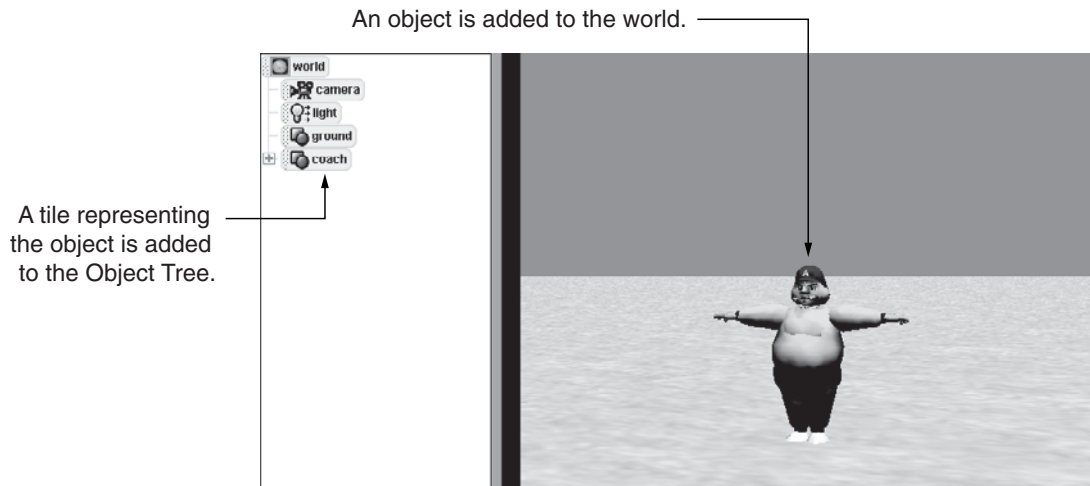 An object is added to the world.
world
camera
light
ground
coach
A tile representing
the object is added
to the Object Tree.
A